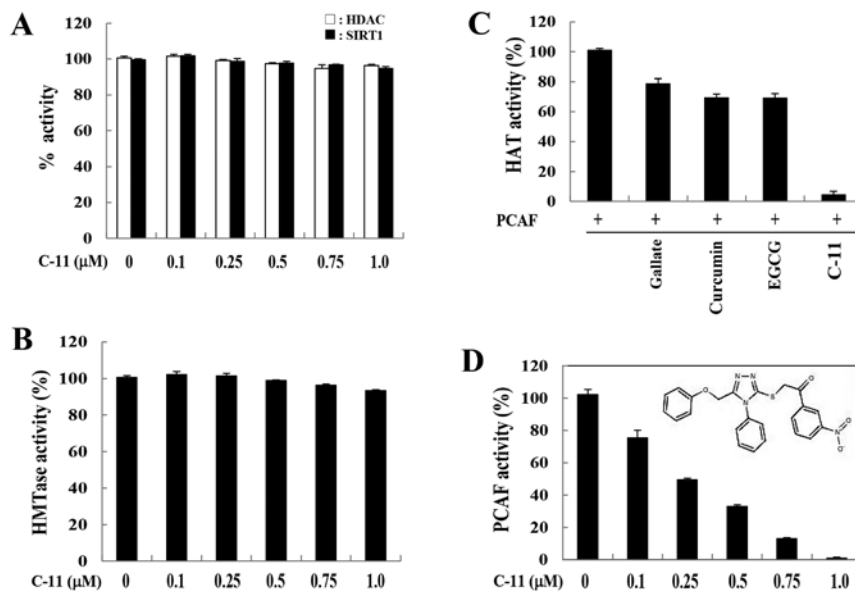 A
□: HDAC
■: SIRT1
120
100
80
60
40
20
0
% activity
C-11 (μM)
0 0.1 0.25 0.5 0.75 1.0
B
120
100
80
60
40
20
0
HMTase activity (%)
C-11 (μM)
0 0.1 0.25 0.5 0.75 1.0
C
120
100
80
60
40
20
0
HAT activity (%)
PCAF + + + + +
Gallate
Curcumin
EGCG
C-11
D
120
100
80
60
40
20
0
PCAF activity (%)
N N
O
N
S
O
N
O
O-
C-11 (μM)
0 0.1 0.25 0.5 0.75 1.0